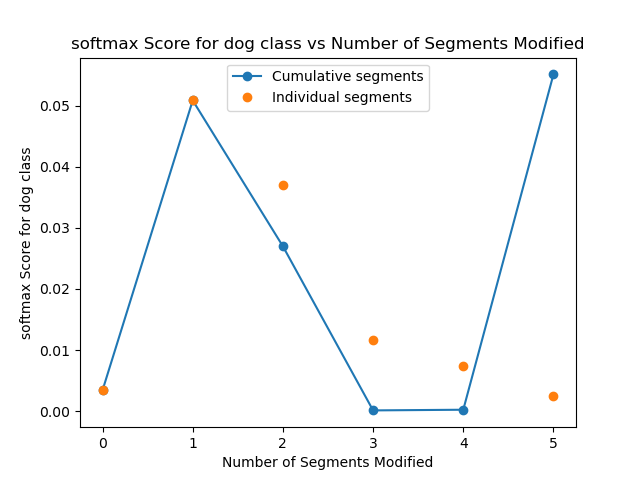 softmax Score for dog class vs Number of Segments Modified
Cumulative segments
Individual segments
0.05
0.04
0.03
0.02
0.01
0.00
softmax Score for dog class
0 1 2 3 4 5
Number of Segments Modified